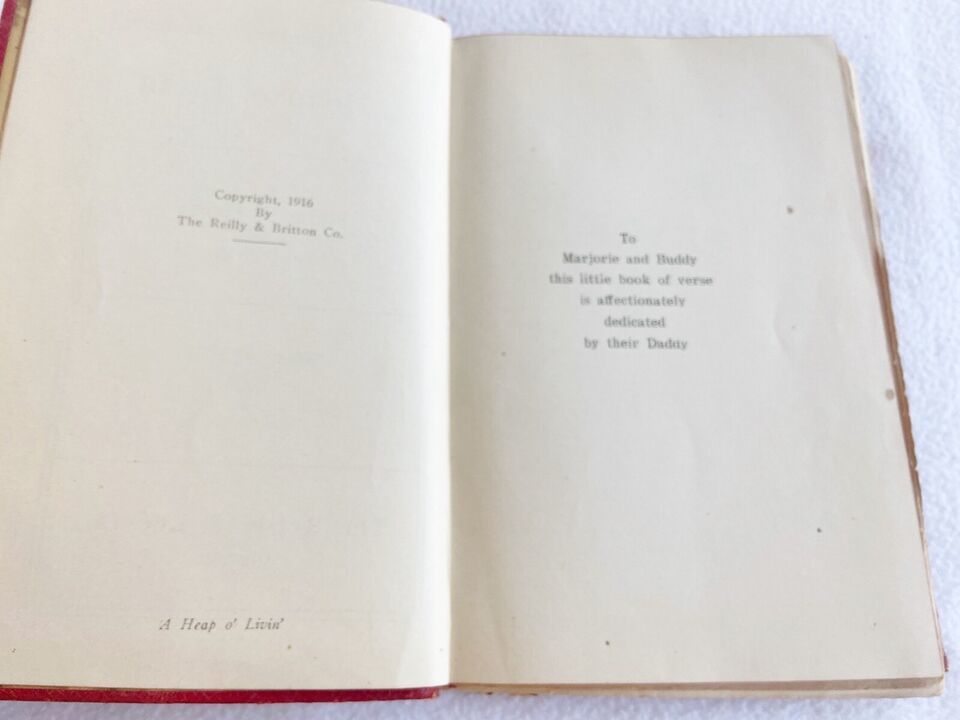 Copyright, 1916
By
The Reilly & Britton Co.
A Heap o' Livin'
To
Marjorie and Buddy
this little book of verse
is affectionately
dedicated
by their Daddy